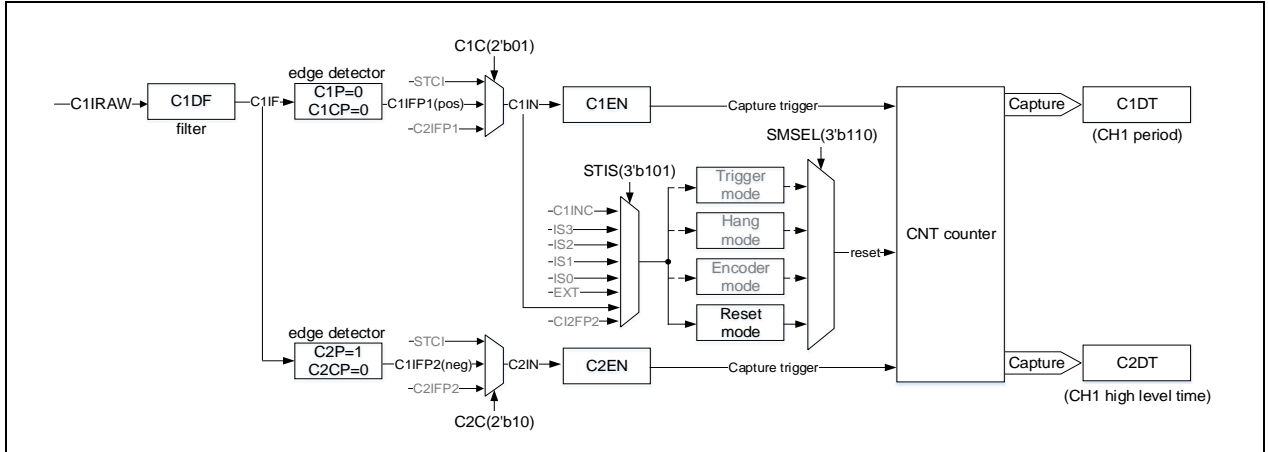 C1C(2'b01)
edge detector
C1P=0
C1CP=0
STCI
C1IRAW
C1DF
C1IF
C1IFP1(pos)
C1IN
C1EN
Capture trigger
Capture
C1DT
filter
C2IFP1
(CH1 period)
SMSEL(3'b110)
STIS(3'b101)
Trigger
mode
C1INC
IS3
Hang
mode
IS2
CNT counter
IS1
reset
IS0
Encoder
mode
EXT
Reset
mode
CI2FP2
edge detector
C2P=1
C2CP=0
STCI
C1IFP2(neg)
C2IN
C2EN
Capture trigger
Capture
C2DT
C2IFP2
(CH1 high level time)
C2C(2'b10)